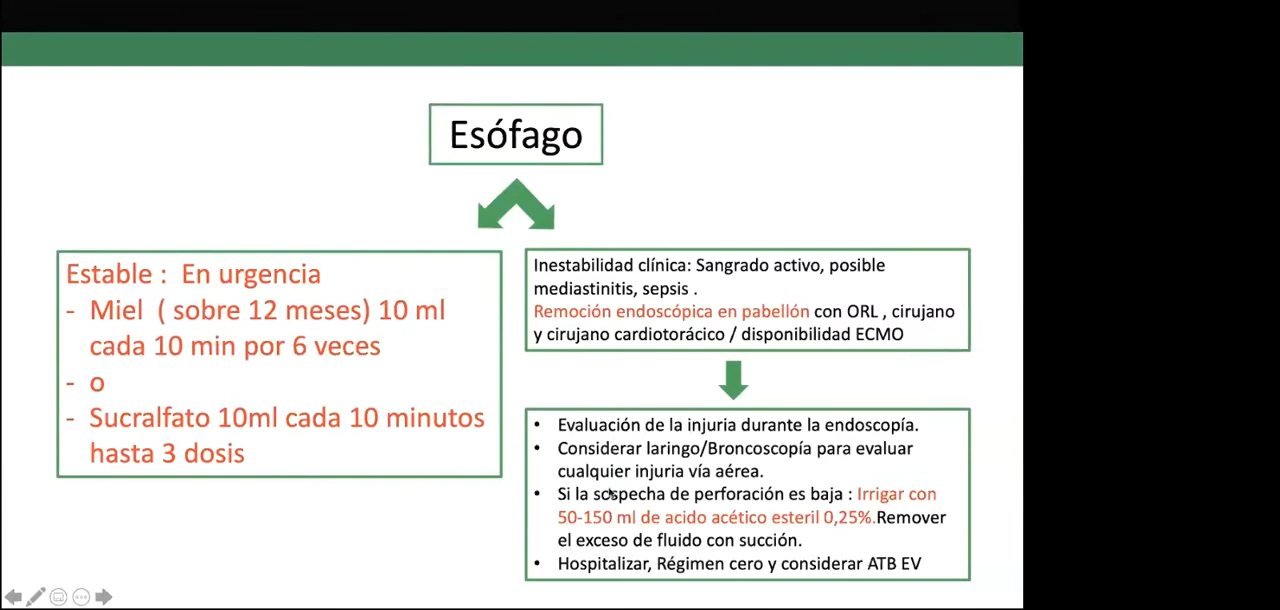 Esófago
Estable : En urgencia
- Miel ( sobre 12 meses) 10 ml
cada 10 min por 6 veces
- o
- Sucralfato 10ml cada 10 minutos
hasta 3 dosis
Inestabilidad clínica: Sangrado activo, posible
mediastinitis, sepsis .
Remoción endoscópica en pabellón con ORL , cirujano
y cirujano cardiotorácico / disponibilidad ECMO
• Evaluación de la injuria durante la endoscopía.
• Considerar laringo/Broncoscopía para evaluar
cualquier injuria vía aérea.
• Si la sospecha de perforación es baja : Irrigar con
50-150 ml de acido acético esteril 0,25%.Remover
el exceso de fluido con succión.
• Hospitalizar, Régimen cero y considerar ATB EV